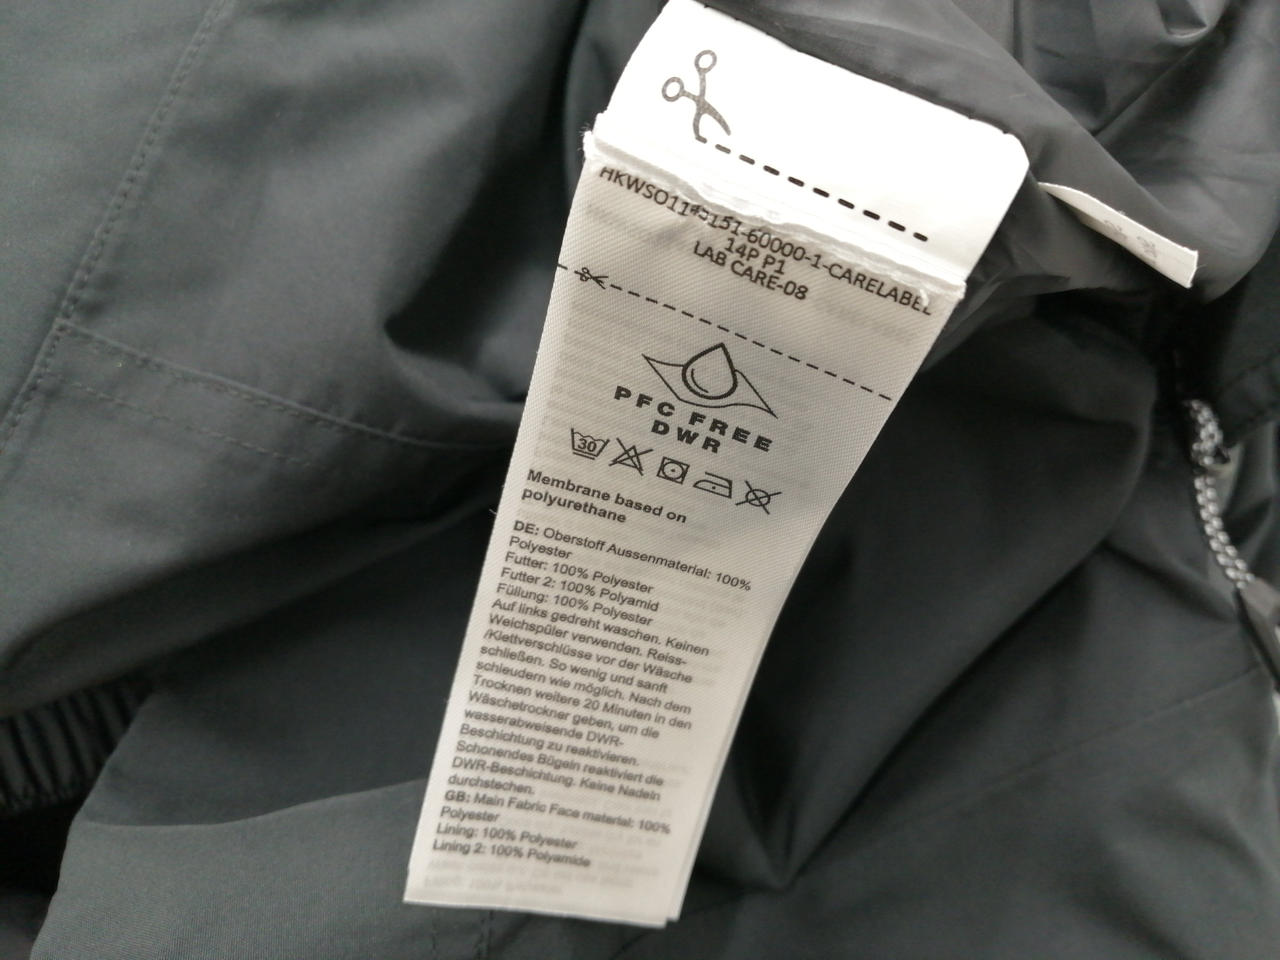 HKWSO1143151-60000-1-CARELABEL
14P P1
LAB CARE-08
PFC FREE
DWR
30
Membrane based on
polyurethane
DE: Oberstoff Aussenmaterial: 100%
Polyester
Futter: 100% Polyester
Futter 2: 100% Polyamid
Füllung: 100% Polyester
Auf links gedreht waschen. Keinen
Weichspüler verwenden. Reiss-
/Klettverschlüsse vor der Wäsche
schließen. So wenig und sanft
schleudern wie möglich. Nach dem
Trocknen weitere 20 Minuten in den
Wäschetrockner geben, um die
wasserabweisende DWR-
Beschichtung zu reaktivieren.
Schonendes Bügeln reaktiviert die
DWR-Beschichtung. Keine Nadeln
durchstechen.
GB: Main Fabric Face material: 100%
Polyester
Lining: 100% Polyester
Lining 2: 100% Polyamide